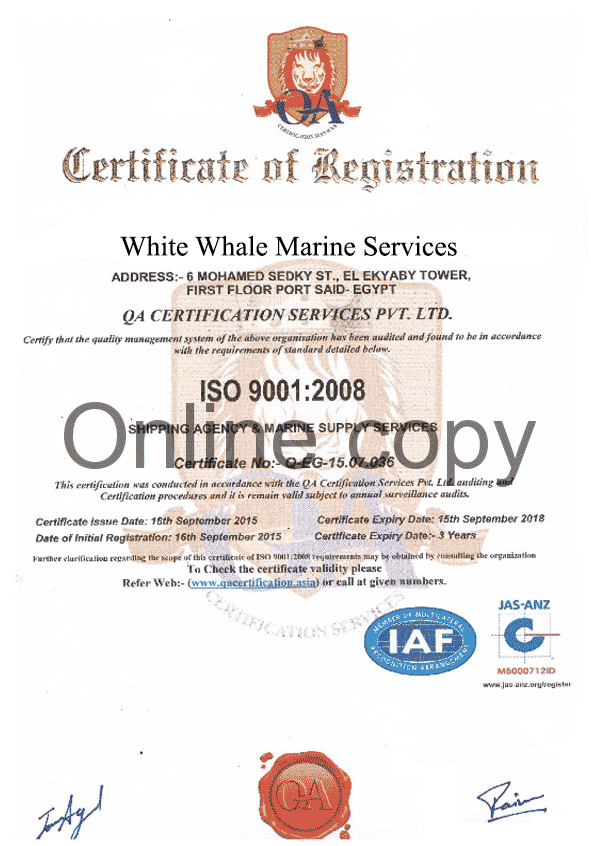 QA
CERTIFICATION SERVICES
Certificate of Registration
White Whale Marine Services
ADDRESS:- 6 MOHAMED SEDKY ST., EL EKYABY TOWER,
FIRST FLOOR PORT SAID- EGYPT
QA CERTIFICATION SERVICES PVT. LTD.
Certify that the quality management system of the above organisation has been audited and found to be in accordance
with the requirements of standard detailed below.
ISO 9001:2008
SHIPPING AGENCY & MARINE SUPPLY SERVICES
Online copy
Certificate No:- Q-EG-15.07.036
This certification was conducted in accordance with the QA Certification Services Pvt. Ltd. auditing and
Certification procedures and it is remain valid subject to annual surveillance audits.
Certificate Issue Date: 16th September 2015
Certificate Expiry Date: 15th September 2018
Date of Initial Registration: 16th September 2015
Certificate Expiry Date:- 3 Years
Further clarification regarding the scope of this certificate of ISO 9001:2008 requirements may be obtained by consulting the organization
To Check the certificate validity please
Refer Web:- (www.qacertification.asia) or call at given numbers.
QA
CERTIFICATION SERVICES
MEMBER OF MULTILATERAL
IAF
RECOGNITION ARRANGEMENT
JAS-ANZ
C
M5000712ID
www.jas-anz.org/register
QA